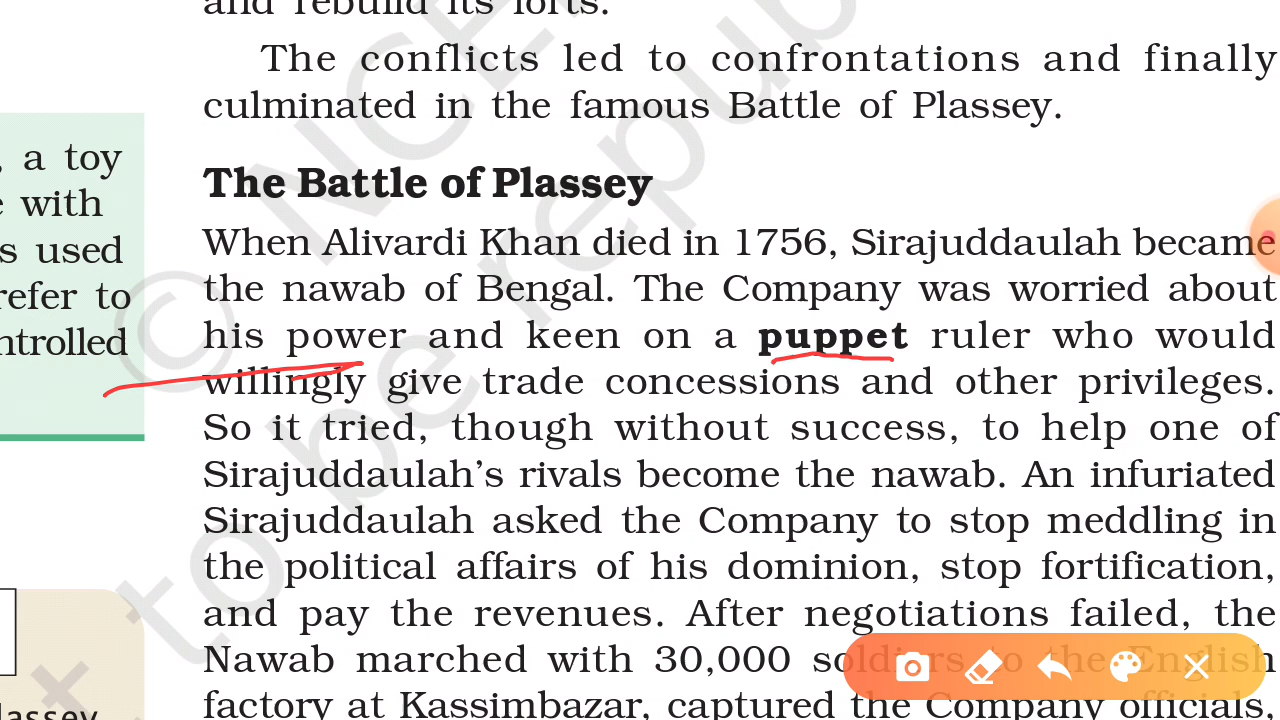 and rebuild its forts.
The conflicts led to confrontations and finally
culminated in the famous Battle of Plassey.
, a toy
with
s used
refer to
ntrolled
The Battle of Plassey
When Alivardi Khan died in 1756, Sirajuddaulah became
the nawab of Bengal. The Company was worried about
his power and keen on a puppet ruler who would
willingly give trade concessions and other privileges.
So it tried, though without success, to help one of
Sirajuddaulah's rivals become the nawab. An infuriated
Sirajuddaulah asked the Company to stop meddling in
the political affairs of his dominion, stop fortification,
and pay the revenues. After negotiations failed, the
Nawab marched with 30,000 soldiers to the English
factory at Kassimbazar, captured the Company officials,
lassey
© NCE
to be repub